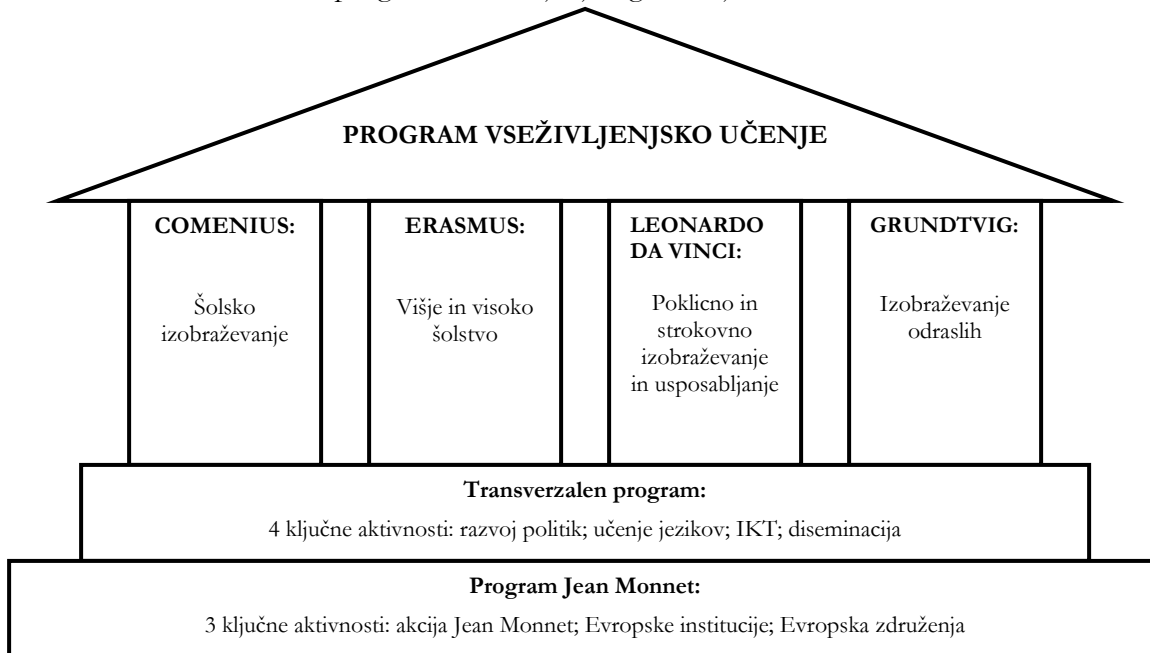 PROGRAM VSEŽIVLJENJSKO UČENJE
COMENIUS:
Šolsko
izobraževanje
ERASMUS:
Višje in visoko
šolstvo
LEONARDO
DA VINCI:
Poklicno in
strokovno
izobraževanje
in usposabljanje
GRUNDTVIG:
Izobraževanje
odraslih
Transverzalen program:
4 ključne aktivnosti: razvoj politik; učenje jezikov; IKT; diseminacija
Program Jean Monnet:
3 ključne aktivnosti: akcija Jean Monnet; Evropske institucije; Evropska združenja